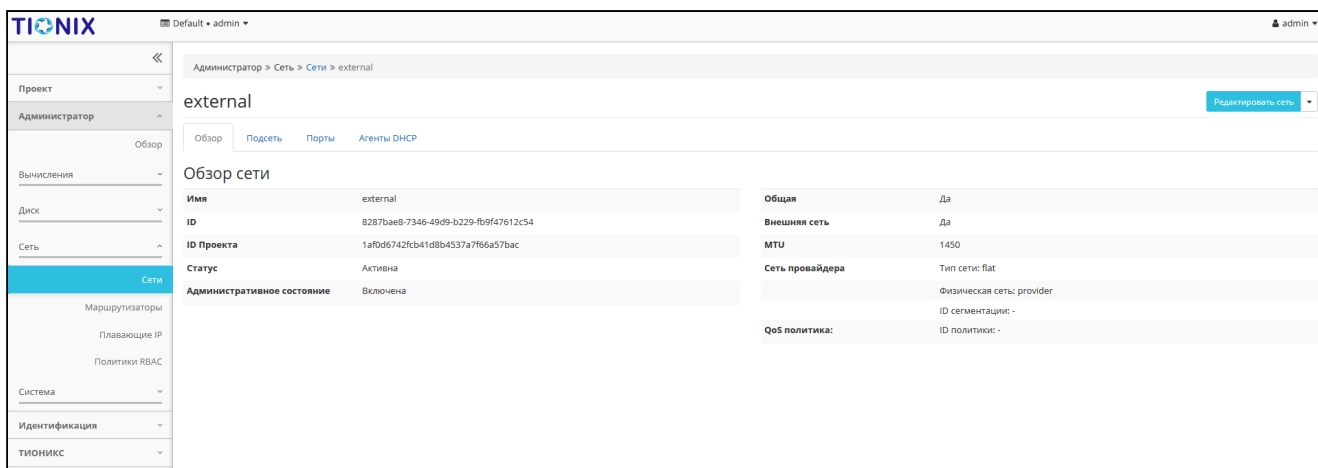 TIONIX
Default • admin
admin
Администратор » Сеть » Сети » external
Проект
Администратор
Обзор
Вычисления
Диск
Сеть
Сети
Маршрутизаторы
Плавающие IP
Политики RBAC
Система
Идентификация
ТИОНИКС
external
Редактировать сеть
Обзор Подсеть Порты Агенты DHCP
Обзор сети
Имя external
ID 8287bae8-7346-49d9-b229-fb9f47612c54
ID Проекта 1af0d6742fcb41d8b4537a7f66a57bac
Статус Активна
Административное состояние Включена
Общая Да
Внешняя сеть Да
MTU 1450
Сеть провайдера Тип сети: flat
Физическая сеть: provider
ID сегментации: -
QoS политика: ID политики: -